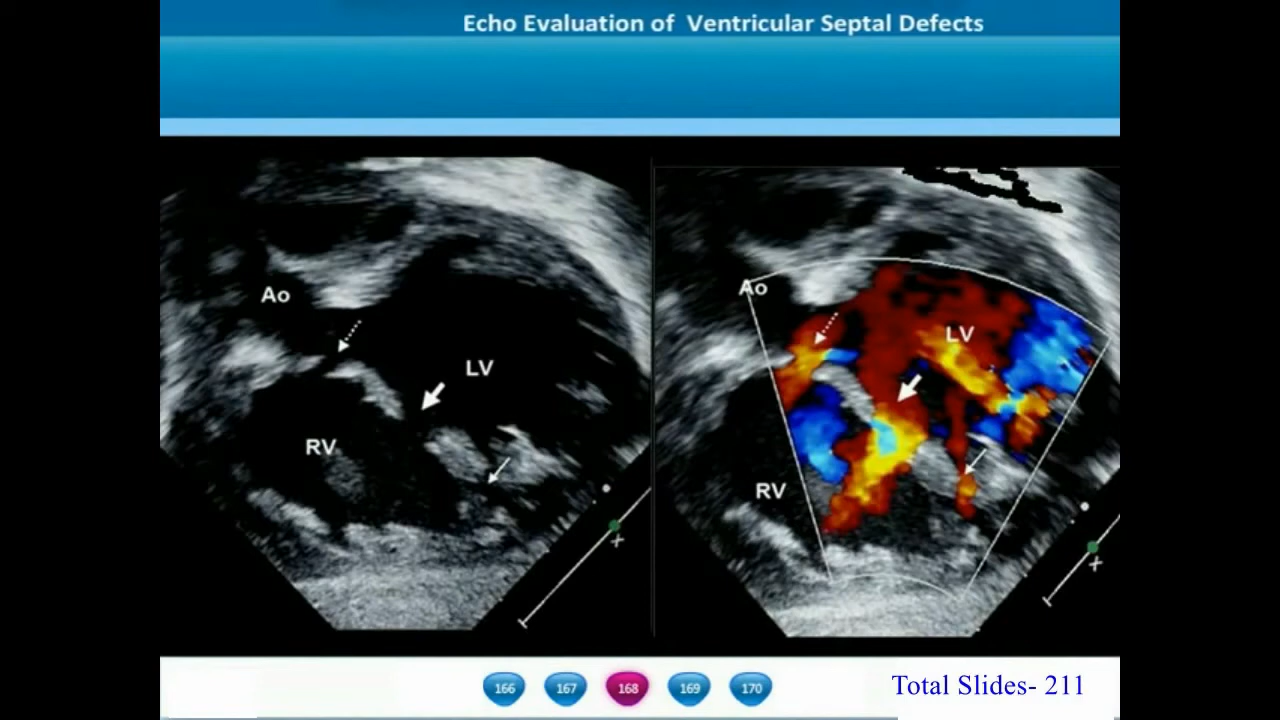 Echo Evaluation of Ventricular Septal Defects
Ao
LV
RV
Ao
LV
RV
166 167 168 169 170
Total Slides- 211